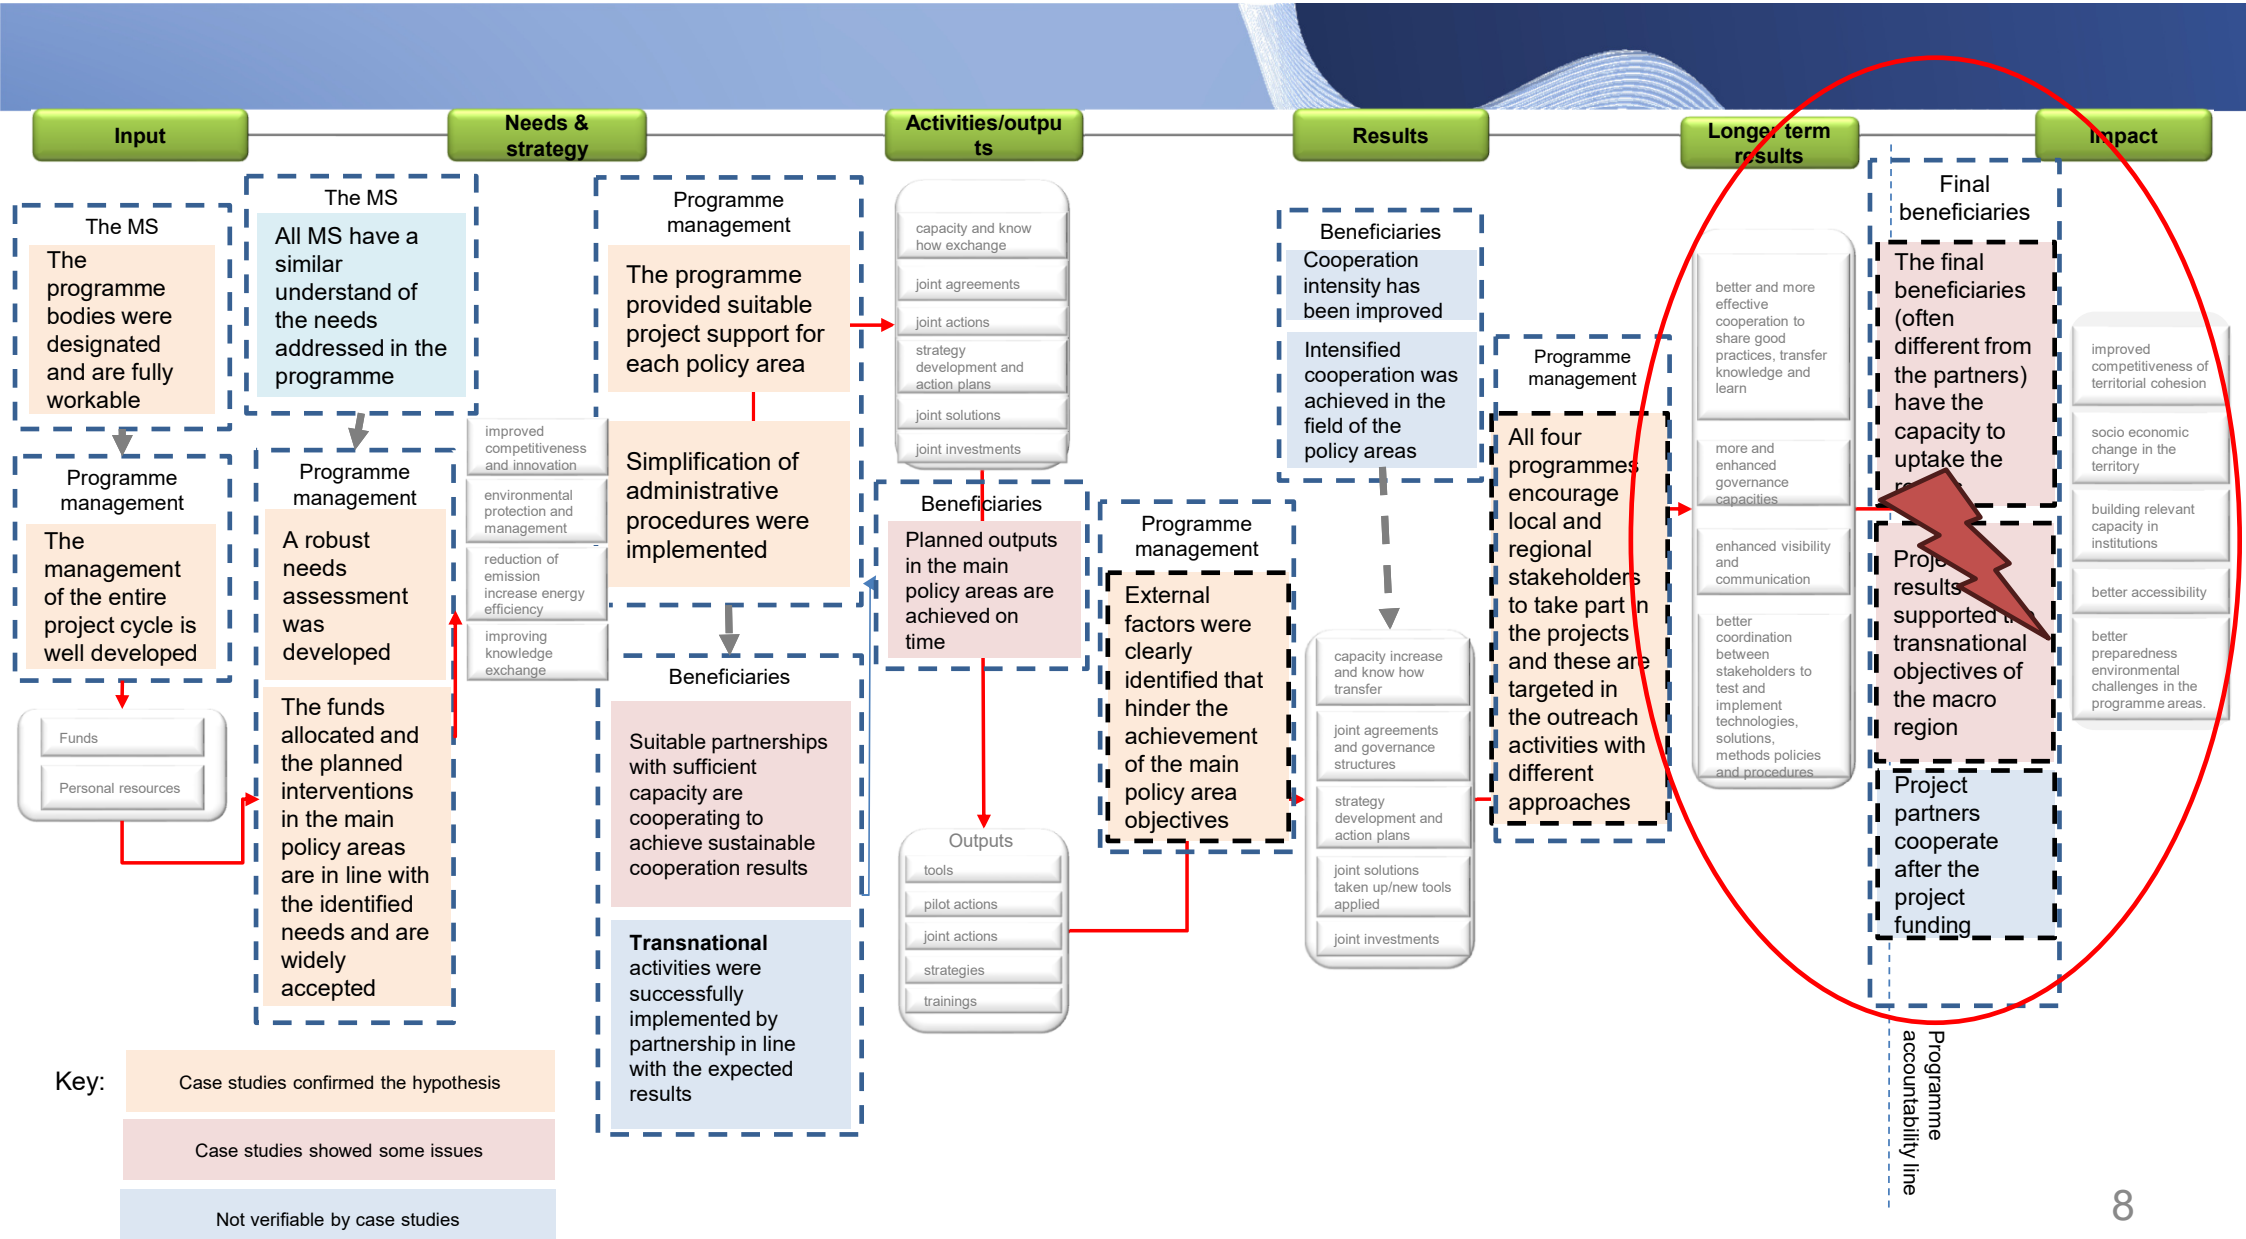 Input
Needs &
strategy
Activities/outpu
ts
Results
Longer term
results
Impact
The MS
The
programme
bodies were
designated
and are fully
workable
Programme
management
The
management
of the entire
project cycle is
well developed
Funds
Personal resources
The MS
All MS have a
similar
understand of
the needs
addressed in the
programme
Programme
management
A robust
needs
assessment
was
developed
The funds
allocated and
the planned
interventions
in the main
policy areas
are in line with
the identified
needs and are
widely
accepted
improved
competitiveness
and innovation
environmental
protection and
management
reduction of
emission
increase energy
efficiency
improving
knowledge
exchange
Programme
management
The programme
provided suitable
project support for
each policy area
Simplification of
administrative
procedures were
implemented
Beneficiaries
Suitable partnerships
with sufficient
capacity are
cooperating to
achieve sustainable
cooperation results
Transnational
activities were
successfully
implemented by
partnership in line
with the expected
results
capacity and know
how exchange
joint agreements
joint actions
strategy
development and
action plans
joint solutions
joint investments
Beneficiaries
Planned outputs
in the main
policy areas are
achieved on
time
Outputs
tools
pilot actions
joint actions
strategies
trainings
Programme
management
External
factors were
clearly
identified that
hinder the
achievement
of the main
policy area
objectives
Beneficiaries
Cooperation
intensity has
been improved
Intensified
cooperation was
achieved in the
field of the
policy areas
capacity increase
and know how
transfer
joint agreements
and governance
structures
strategy
development and
action plans
joint solutions
taken up/new tools
applied
joint investments
Programme
management
All four
programmes
encourage
local and
regional
stakeholders
to take part in
the projects
and these are
targeted in
the outreach
activities with
different
approaches
better and more
effective
cooperation to
share good
practices, transfer
knowledge and
learn
more and
enhanced
governance
capacities
enhanced visibility
and
communication
better
coordination
between
stakeholders to
test and
implement
technologies,
solutions,
methods policies
and procedures
Final
beneficiaries
The final
beneficiaries
(often
different from
the partners)
have the
capacity to
uptake the
results
supported
transnational
objectives of
the macro
region
Project
partners
cooperate
after the
project
funding
improved
competitiveness of
territorial cohesion
socio economic
change in the
territory
building relevant
capacity in
institutions
better accessibility
better
preparedness
environmental
challenges in the
programme areas.
Programme
accountability line
Key:
Case studies confirmed the hypothesis
Case studies showed some issues
Not verifiable by case studies
8